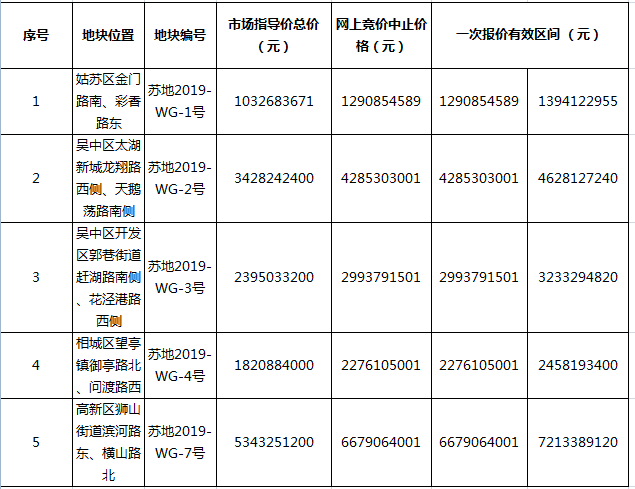 序号
地块位置
地块编号
市场指导价总价
（元）
网上竞价中止价
格（元）
一次报价有效区间 （元）
1
姑苏区金门
路南、彩香
路东
苏地2019-
WG-1号
1032683671
1290854589
1290854589
1394122955
2
吴中区太湖
新城龙翔路
西侧、天鹅
荡路南侧
苏地2019-
WG-2号
3428242400
4285303001
4285303001
4628127240
3
吴中区开发
区郭巷街道
赶湖路南侧
、花泾港路
西侧
苏地2019-
WG-3号
2395033200
2993791501
2993791501
3233294820
4
相城区望亭
镇御亭路北
、问渡路西
苏地2019-
WG-4号
1820884000
2276105001
2276105001
2458193400
5
高新区狮山
街道滨河路
东、横山路
北
苏地2019-
WG-7号
5343251200
6679064001
6679064001
7213389120